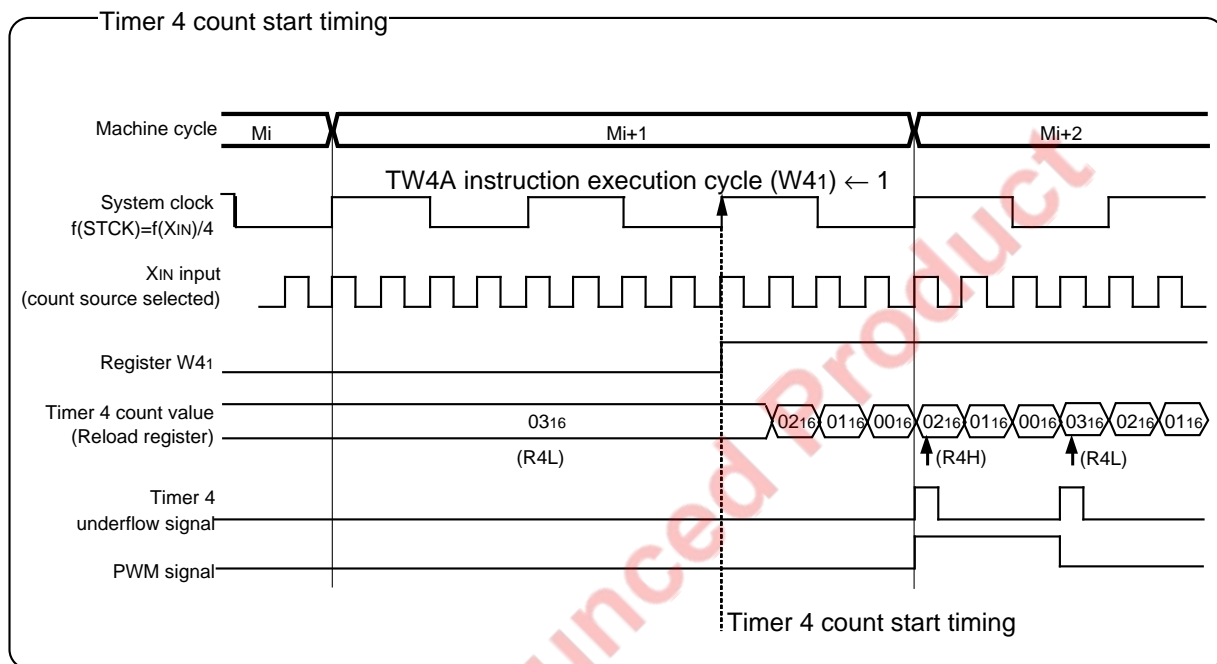 Timer 4 count start timing
Machine cycle
Mi
Mi+1
Mi+2
TW4A instruction execution cycle (W41) ← 1
System clock
f(STCK)=f(XIN)/4
XIN input
(count source selected)
Register W41
Timer 4 count value
(Reload register)
0316
0216
0116
0016
0216
0116
0016
0316
0216
0116
(R4L)
(R4H)
(R4L)
Timer 4
underflow signal
PWM signal
Timer 4 count start timing
unced Product